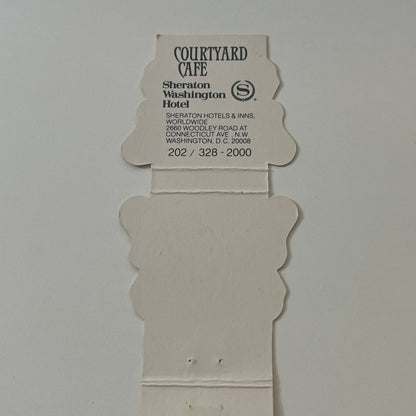 COURTYARD
CAFE
Sheraton
Washington
Hotel
S
SHERATON HOTELS & INNS,
WORLDWIDE
2660 WOODLEY ROAD AT
CONNECTICUT AVE., N.W.
WASHINGTON, D.C. 20008
202 / 328 - 2000